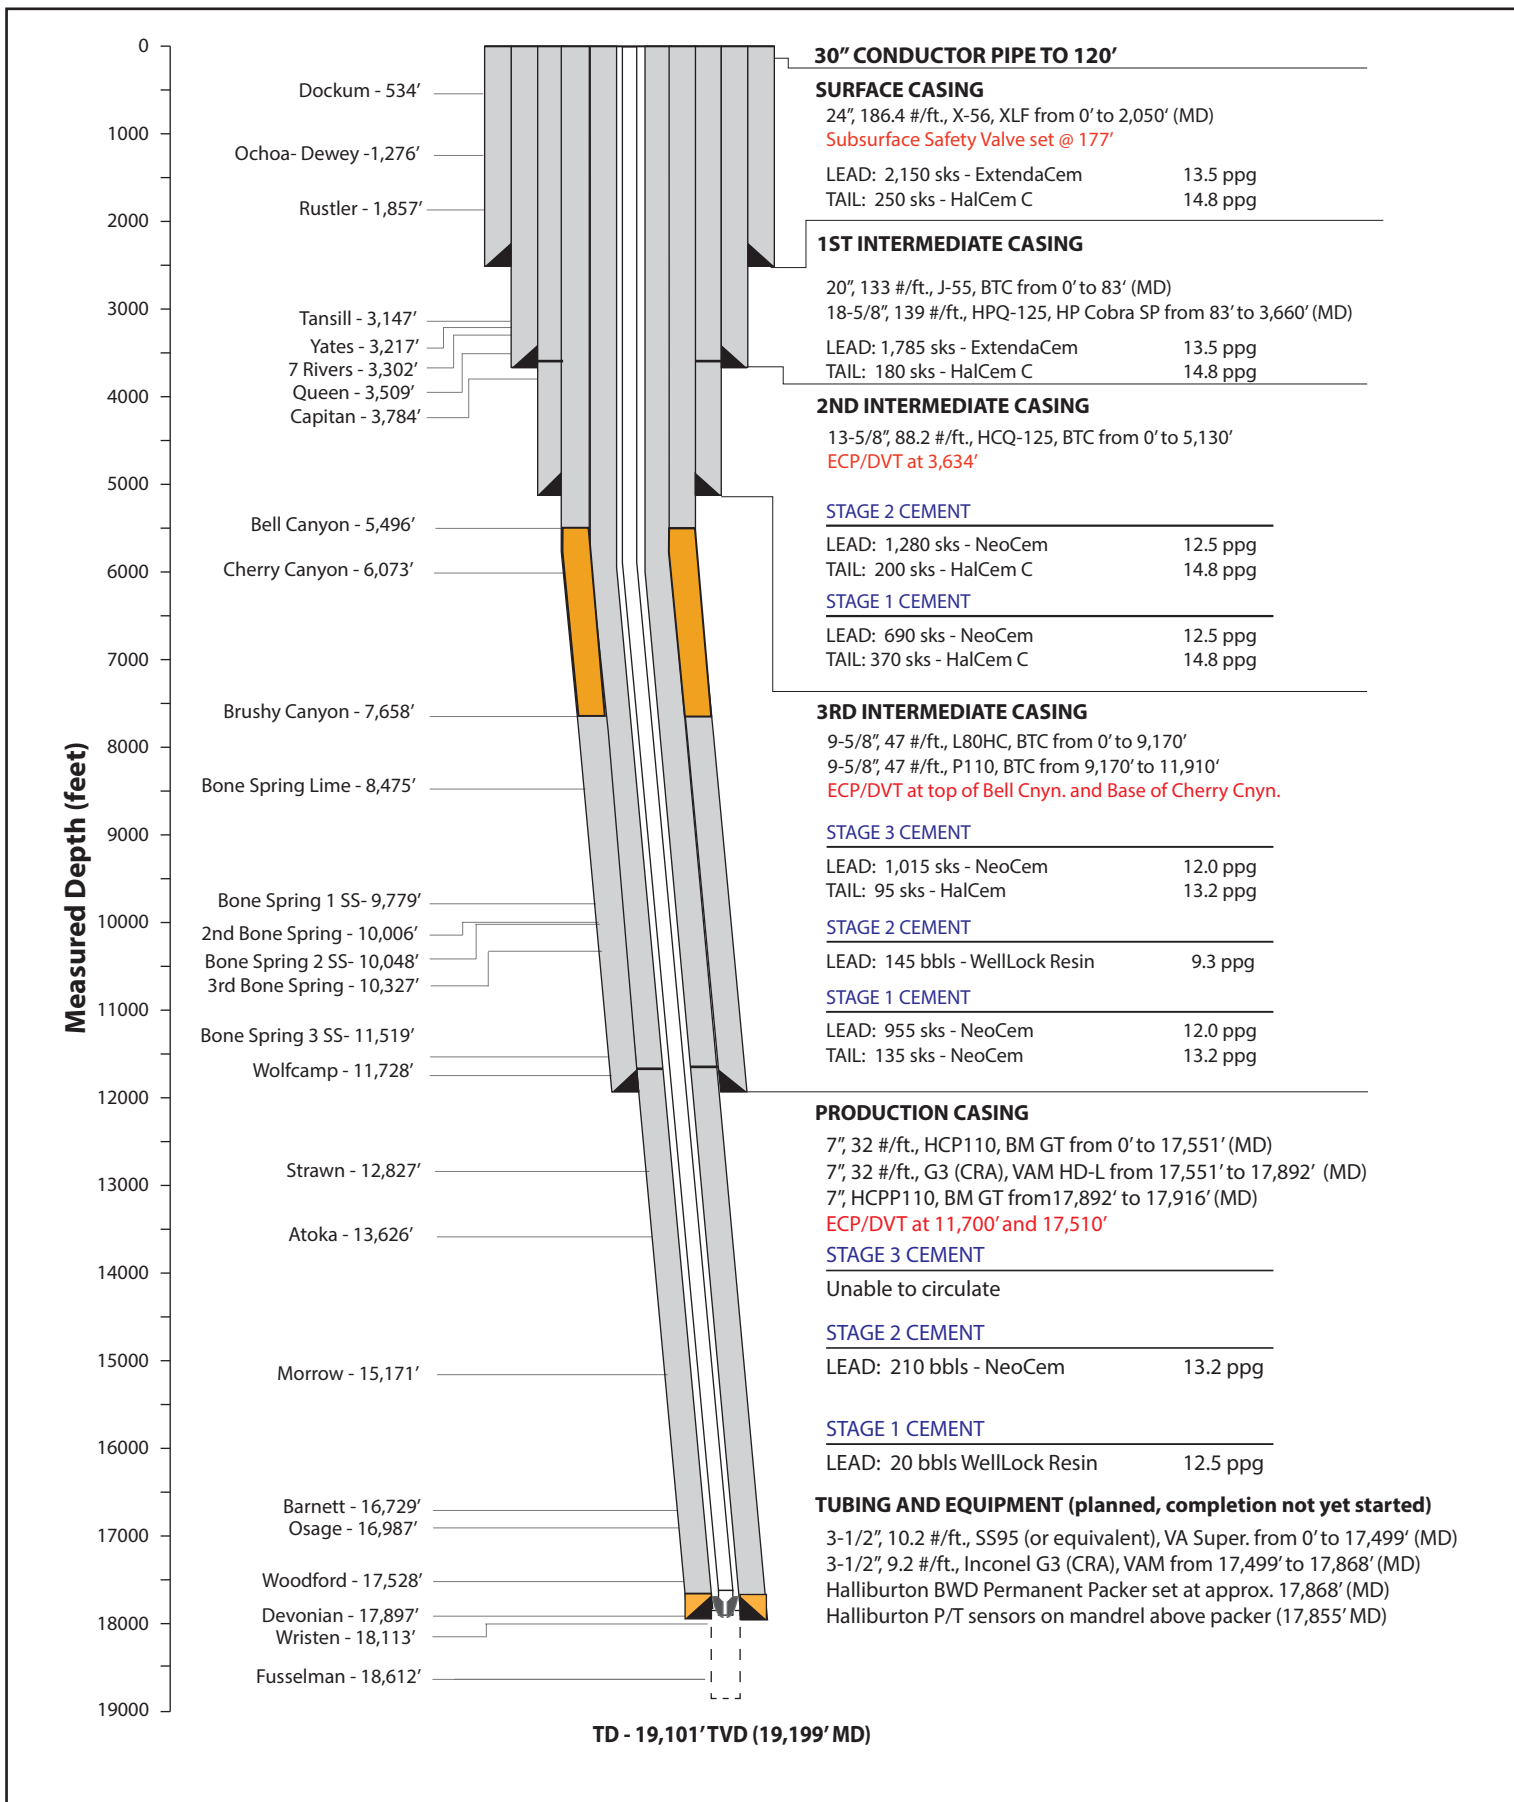 0
1000
2000
3000
4000
5000
6000
7000
8000
9000
10000
11000
12000
13000
14000
15000
16000
17000
18000
19000
Measured Depth (feet)
Dockum - 534’
Ochoa- Dewey -1,276’
Rustler - 1,857’
Tansill - 3,147’
Yates - 3,217’
7 Rivers - 3,302’
Queen - 3,509’
Capitan - 3,784’
Bell Canyon - 5,496’
Cherry Canyon - 6,073’
Brushy Canyon - 7,658’
Bone Spring Lime - 8,475’
Bone Spring 1 SS- 9,779’
2nd Bone Spring - 10,006’
Bone Spring 2 SS- 10,048’
3rd Bone Spring - 10,327’
Bone Spring 3 SS- 11,519’
Wolfcamp - 11,728’
Strawn - 12,827’
Atoka - 13,626’
Morrow - 15,171’
Barnett - 16,729’
Osage - 16,987’
Woodford - 17,528’
Devonian - 17,897’
Wristen - 18,113’
Fusselman - 18,612’
30” CONDUCTOR PIPE TO 120’
SURFACE CASING
24”, 186.4 #/ft., X-56, XLF from 0’ to 2,050‘ (MD)
Subsurface Safety Valve set @ 177’
LEAD: 2,150 sks - ExtendaCem 13.5 ppg
TAIL: 250 sks - HalCem C 14.8 ppg
1ST INTERMEDIATE CASING
20”, 133 #/ft., J-55, BTC from 0’ to 83‘ (MD)
18-5/8”, 139 #/ft., HPQ-125, HP Cobra SP from 83’ to 3,660’ (MD)
LEAD: 1,785 sks - ExtendaCem 13.5 ppg
TAIL: 180 sks - HalCem C 14.8 ppg
2ND INTERMEDIATE CASING
13-5/8”, 88.2 #/ft., HCQ-125, BTC from 0’ to 5,130’
ECP/DVT at 3,634’
STAGE 2 CEMENT
LEAD: 1,280 sks - NeoCem 12.5 ppg
TAIL: 200 sks - HalCem C 14.8 ppg
STAGE 1 CEMENT
LEAD: 690 sks - NeoCem 12.5 ppg
TAIL: 370 sks - HalCem C 14.8 ppg
3RD INTERMEDIATE CASING
9-5/8”, 47 #/ft., L80HC, BTC from 0’ to 9,170’
9-5/8”, 47 #/ft., P110, BTC from 9,170’ to 11,910‘
ECP/DVT at top of Bell Cnyn. and Base of Cherry Cnyn.
STAGE 3 CEMENT
LEAD: 1,015 sks - NeoCem 12.0 ppg
TAIL: 95 sks - HalCem 13.2 ppg
STAGE 2 CEMENT
LEAD: 145 bbls - WellLock Resin 9.3 ppg
STAGE 1 CEMENT
LEAD: 955 sks - NeoCem 12.0 ppg
TAIL: 135 sks - NeoCem 13.2 ppg
PRODUCTION CASING
7”, 32 #/ft., HCP110, BM GT from 0’ to 17,551’ (MD)
7”, 32 #/ft., G3 (CRA), VAM HD-L from 17,551’ to 17,892’ (MD)
7”, HCPP110, BM GT from17,892‘ to 17,916’ (MD)
ECP/DVT at 11,700’ and 17,510’
STAGE 3 CEMENT
Unable to circulate
STAGE 2 CEMENT
LEAD: 210 bbls - NeoCem 13.2 ppg
STAGE 1 CEMENT
LEAD: 20 bbls WellLock Resin 12.5 ppg
TUBING AND EQUIPMENT (planned, completion not yet started)
3-1/2”, 10.2 #/ft., SS95 (or equivalent), VA Super. from 0’ to 17,499‘ (MD)
3-1/2”, 9.2 #/ft., Inconel G3 (CRA), VAM from 17,499’ to 17,868’ (MD)
Halliburton BWD Permanent Packer set at approx. 17,868’ (MD)
Halliburton P/T sensors on mandrel above packer (17,855’ MD)
TD - 19,101’ TVD (19,199’ MD)